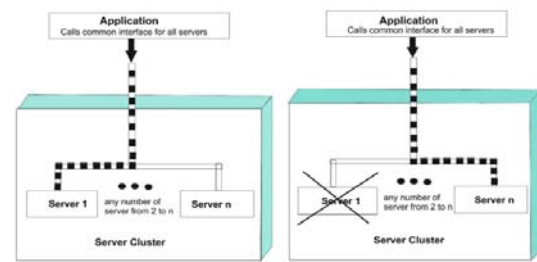 Application
Calls common interface for all servers
Server 1
any number of
server from 2 to n
Server n
Server Cluster
Application
Calls common interface for all servers
Server 1
any number of
server from 2 to n
Server n
Server Cluster